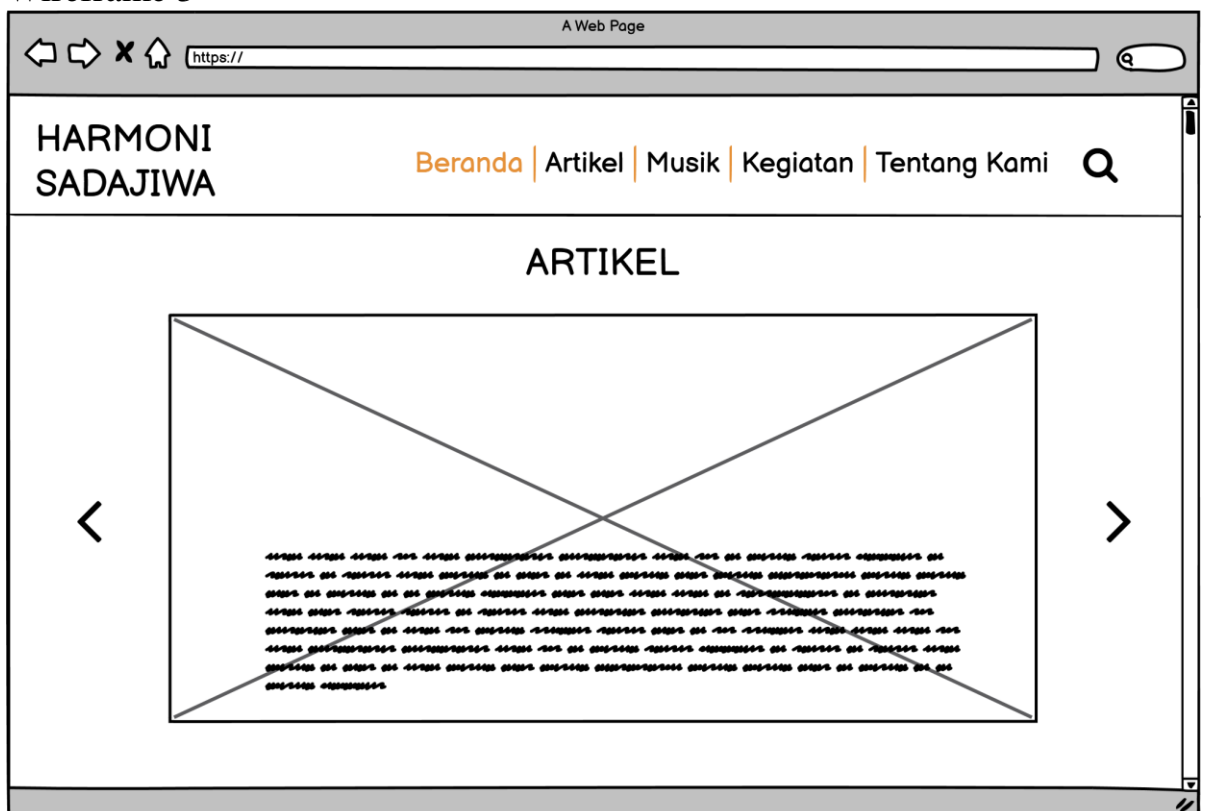 A Web Page
https://
HARMONI
SADAJIWA
Beranda | Artikel | Musik | Kegiatan | Tentang Kami
ARTIKEL